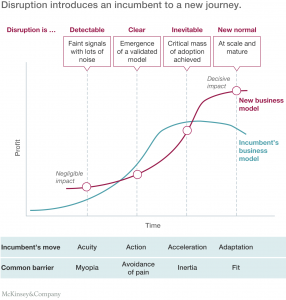 Disruption introduces an incumbent to a new journey.
Disruption is ...
Detectable
Clear
Inevitable
New normal
Faint signals
with lots of
noise
Emergence
of a validated
model
Critical mass
of adoption
achieved
At scale and
mature
Decisive
impact
New business
model
Incumbent's
business
model
Negligible
impact
Profit
Time
Incumbent's move
Acuity
Action
Acceleration
Adaptation
Common barrier
Myopia
Avoidance
of pain
Inertia
Fit
McKinsey&Company